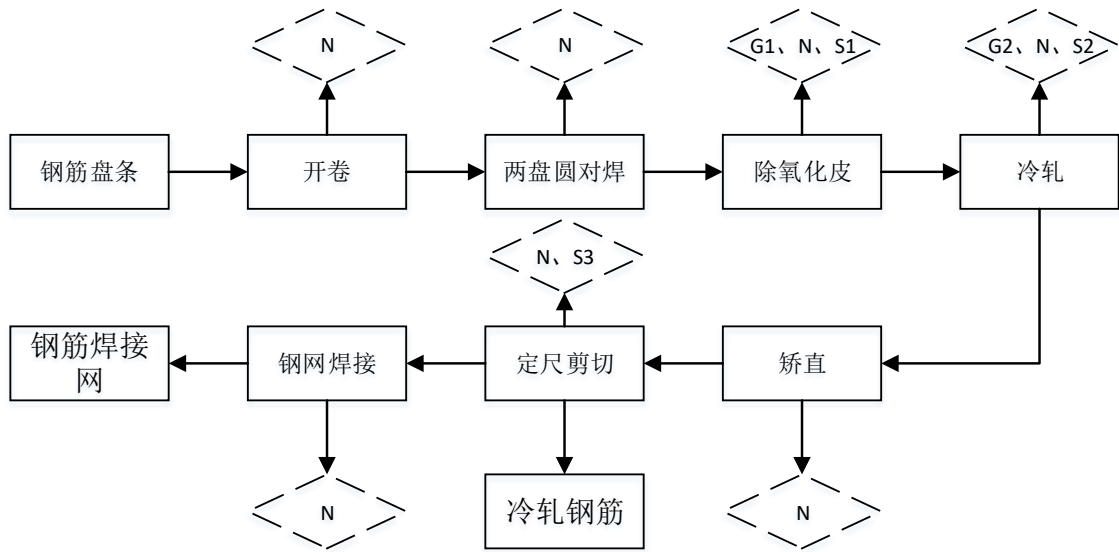 N
N
G1、N、S1
G2、N、S2
钢筋盘条
开卷
两盘圆对焊
除氧化皮
冷轧
N、S3
钢筋焊接
网
钢网焊接
定尺剪切
矫直
N
冷轧钢筋
N